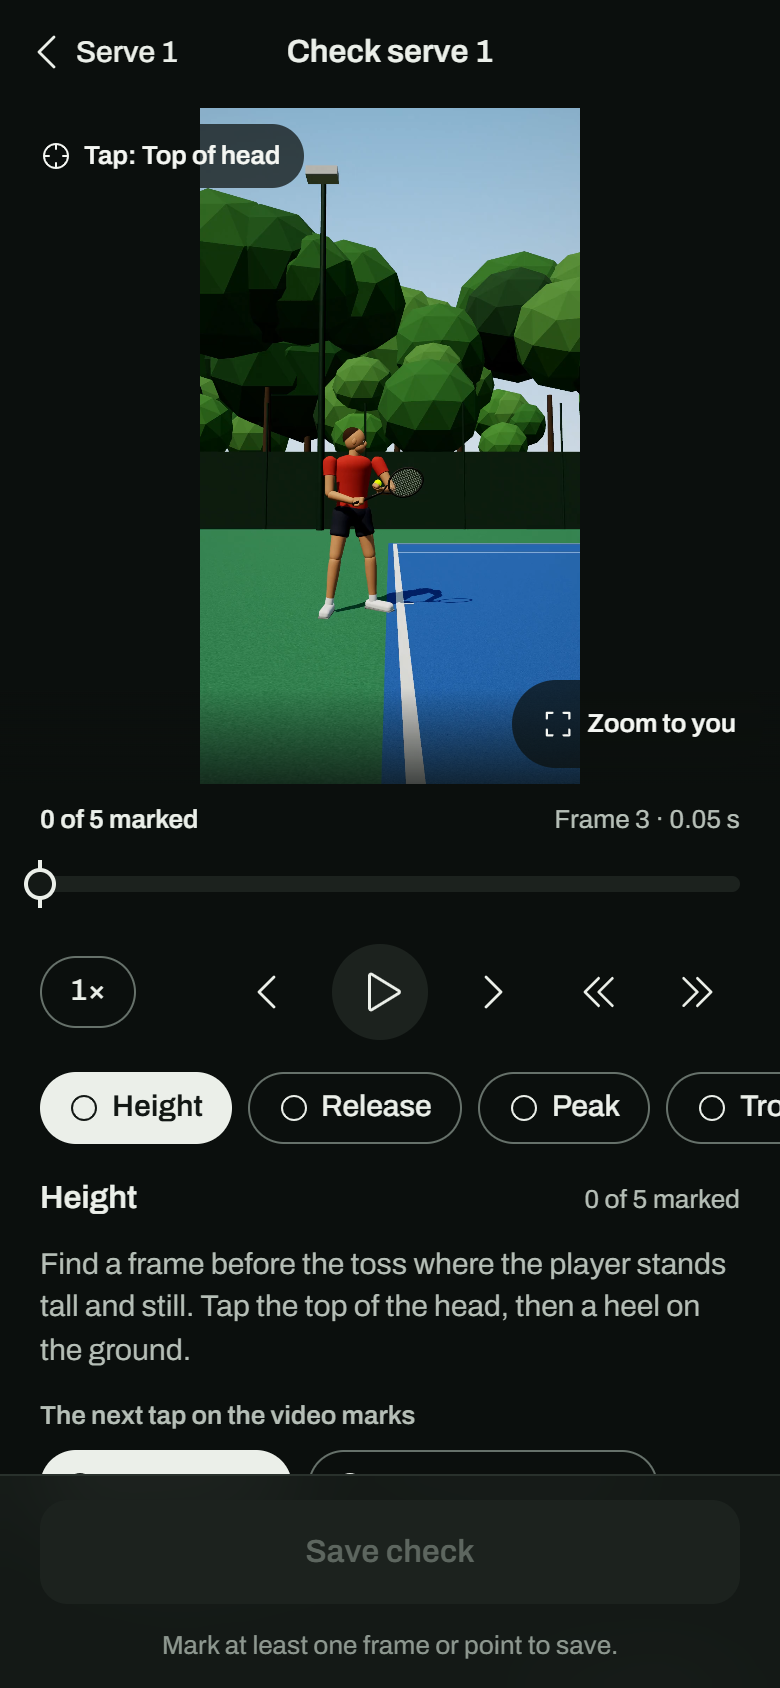 Serve 1
Check serve 1
Tap: Top of head
Zoom to you
0 of 5 marked
Frame 3 · 0.05 s
1×
Height
Release
Peak
Tro
Height
0 of 5 marked
Find a frame before the toss where the player stands
tall and still. Tap the top of the head, then a heel on
the ground.
The next tap on the video marks
Save check
Mark at least one frame or point to save.